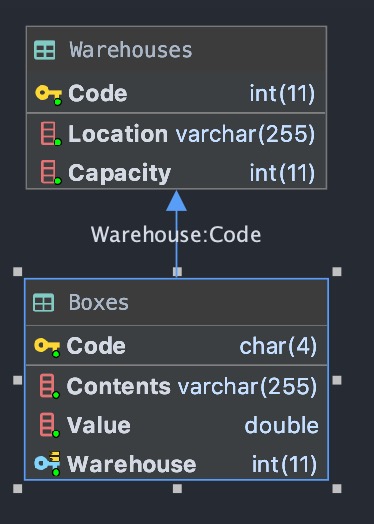 Warehouses
Code int(11)
Location varchar(255)
Capacity int(11)
Warehouse:Code
Boxes
Code char(4)
Contents varchar(255)
Value double
Warehouse int(11)